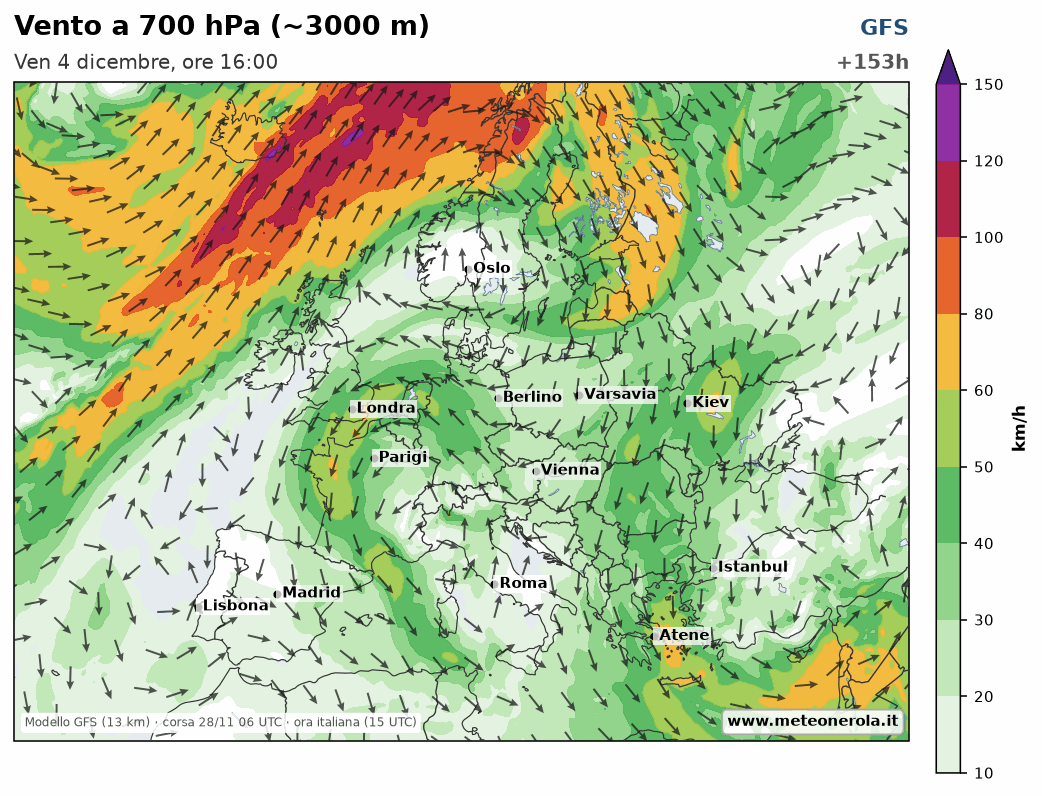 Vento a 700 hPa (~3000 m)
GFS
Ven 4 dicembre, ore 16:00
+153h
150
120
100
80
60
50
40
30
20
10
km/h
Oslo
Berlino
Varsavia
Kiev
Londra
Parigi
Vienna
Istanbul
Roma
Madrid
Lisbona
Atene
Modello GFS (13 km) · corsa 28/11 06 UTC · ora italiana (15 UTC)
www.meteonerola.it